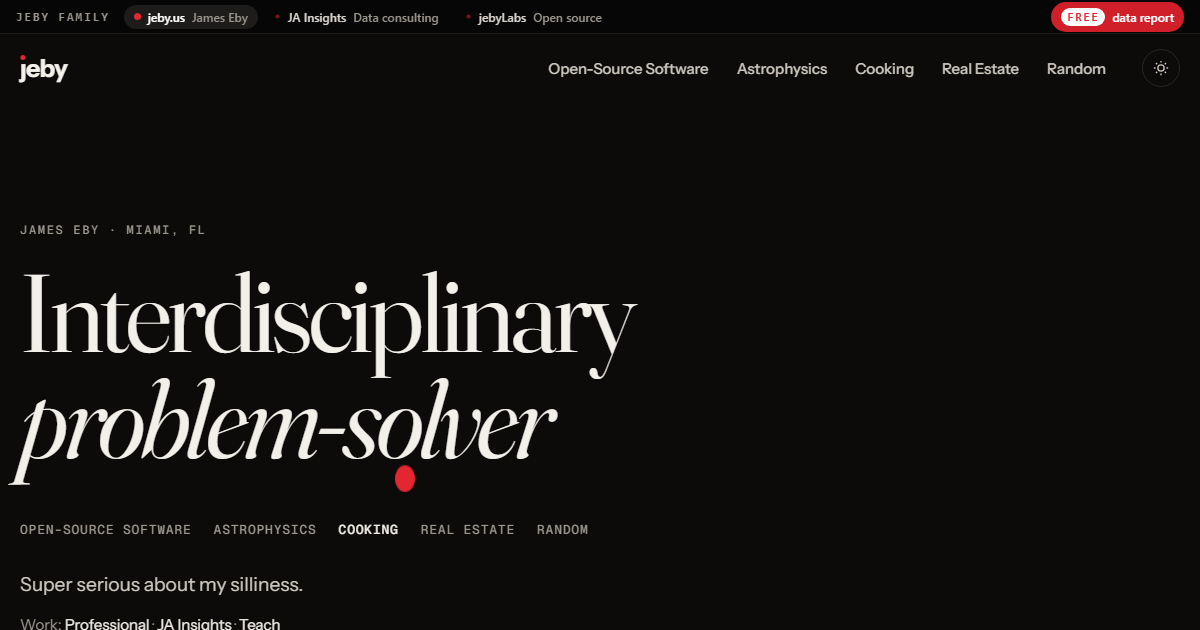 JEBY FAMILY jeby.us James Eby JA Insights Data consulting jebyLabs Open source FREE data report
jeby Open-Source Software Astrophysics Cooking Real Estate Random
JAMES EBY · MIAMI, FL
Interdisciplinary
problem-solver
OPEN-SOURCE SOFTWARE ASTROPHYSICS COOKING REAL ESTATE RANDOM
Super serious about my silliness.
Work: Professional · JA Insights · Teach